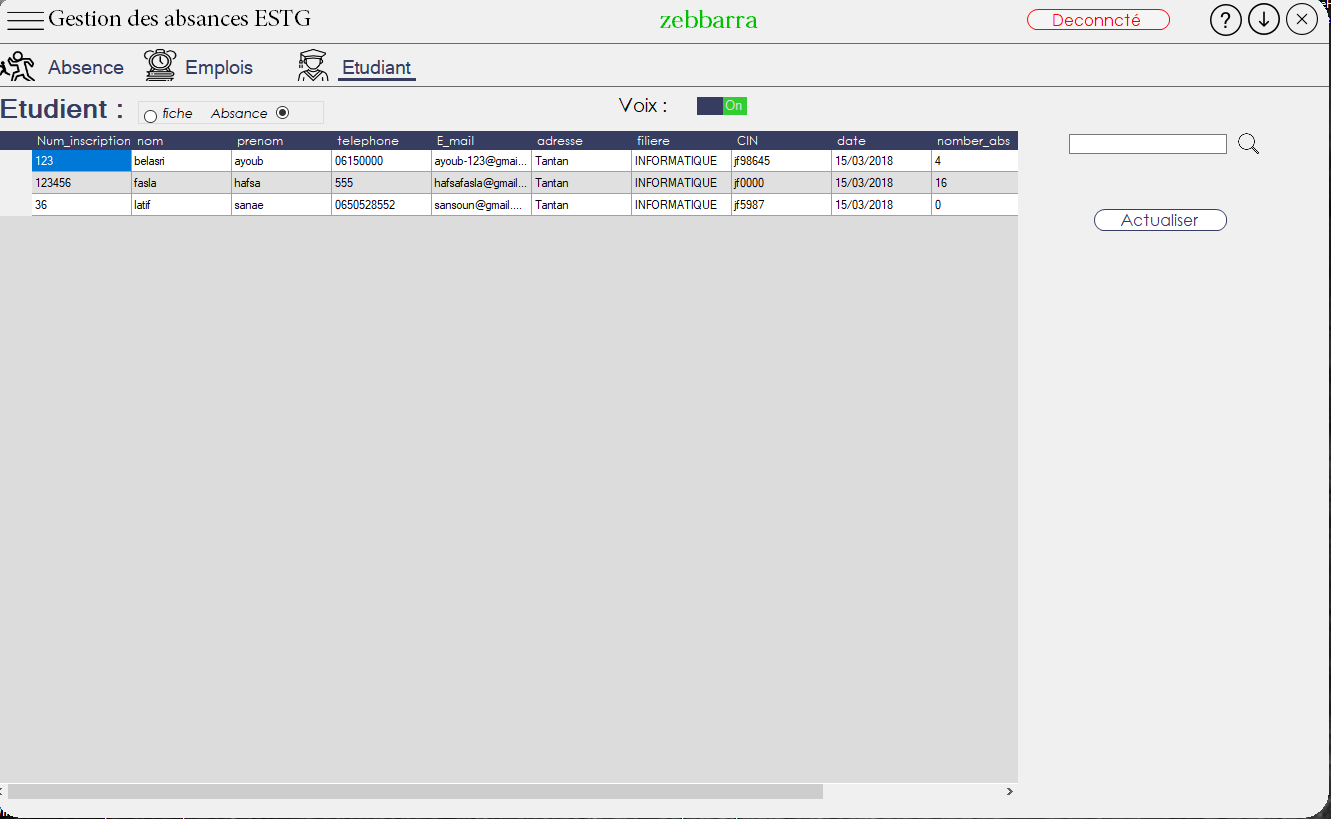 Gestion des absances ESTG zebbarra Deconncté ?
Absence Emplois Etudiant
Etudient : fiche Absance Voix : On
Num_inscription nom prenom telephone E_mail adresse filiere CIN date nomber_abs
123 belasri ayoub 06150000 ayoub-123@gmai... Tantan INFORMATIQUE jf98645 15/03/2018 4
123456 fasla hafsa 555 hafsafasla@gmail... Tantan INFORMATIQUE jf0000 15/03/2018 16
36 latif sanae 0650528552 sansoun@gmail.... Tantan INFORMATIQUE jf5987 15/03/2018 0
Actualiser